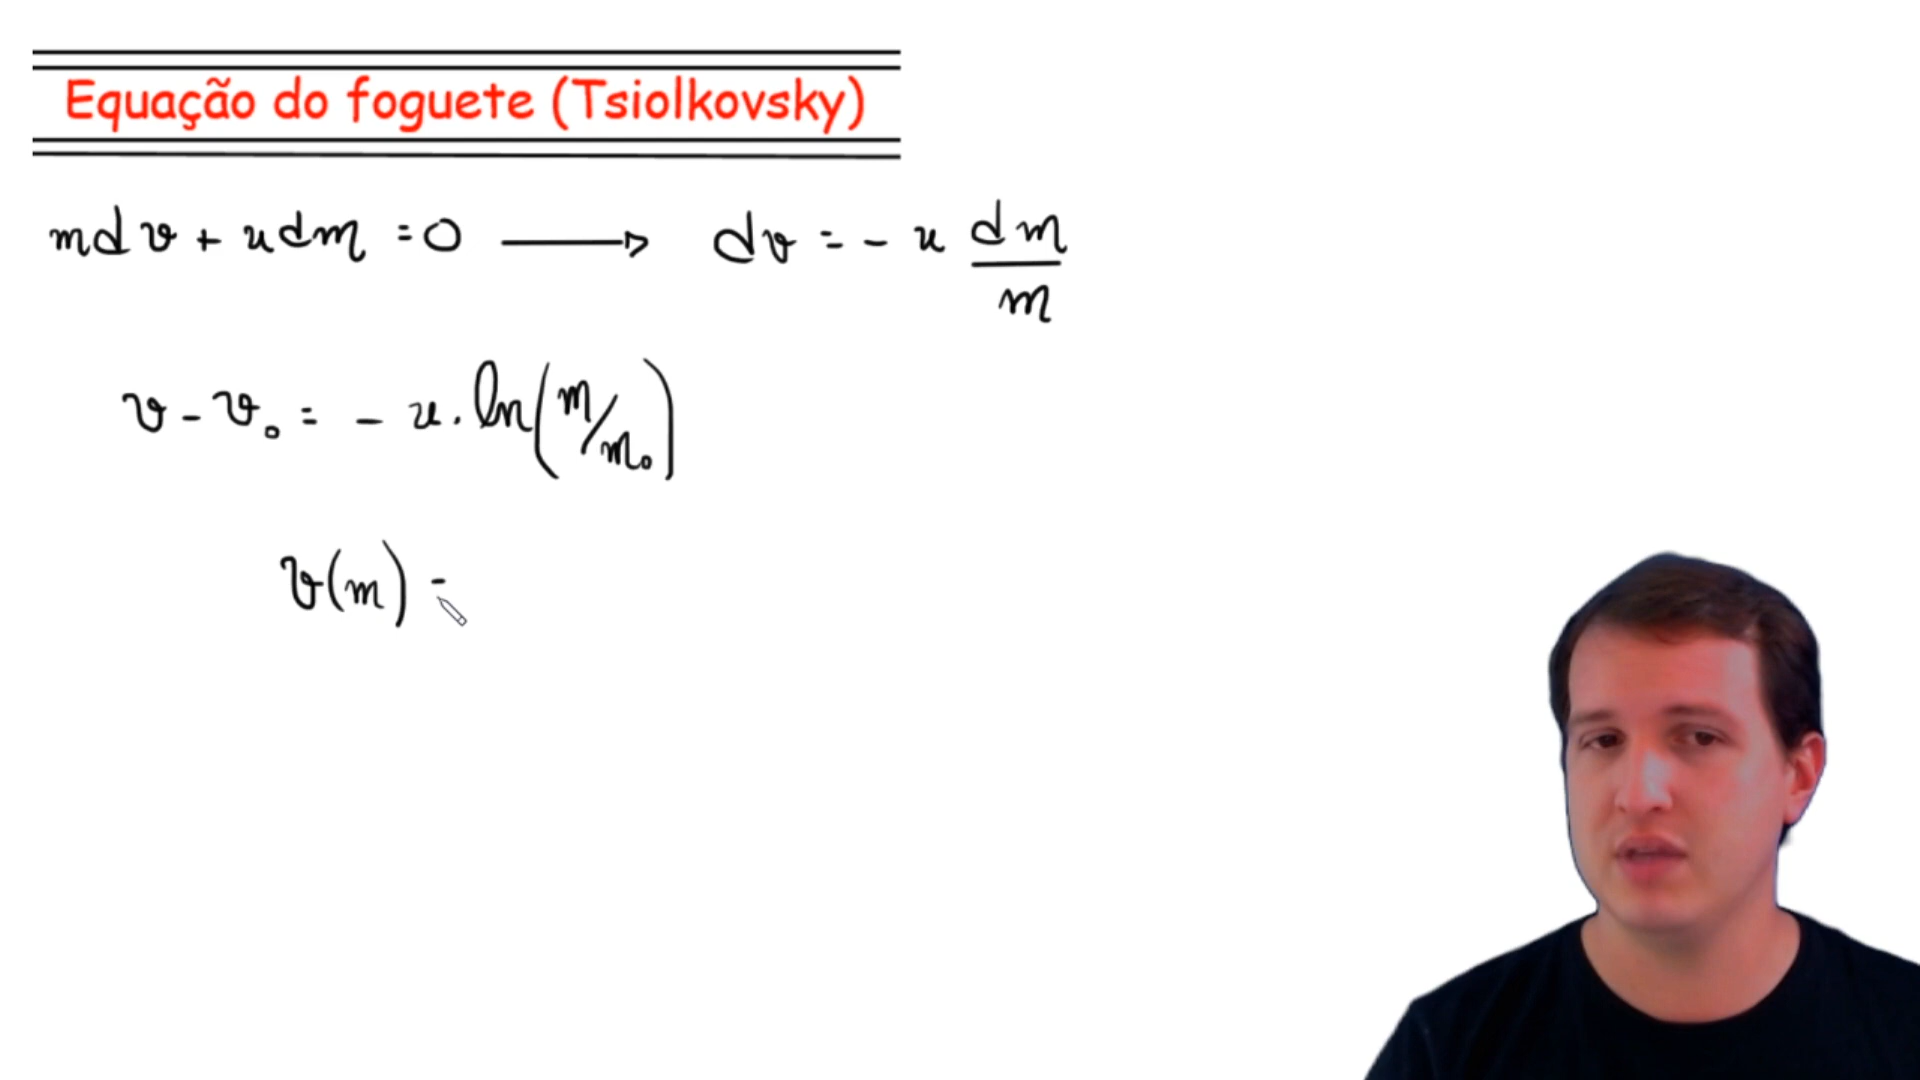 Equação do foguete (Tsiolkovsky)
mdv + udm = 0 → dv = - u dm/m
v - v₀ = - u . ln(m/m₀)
v(m) =